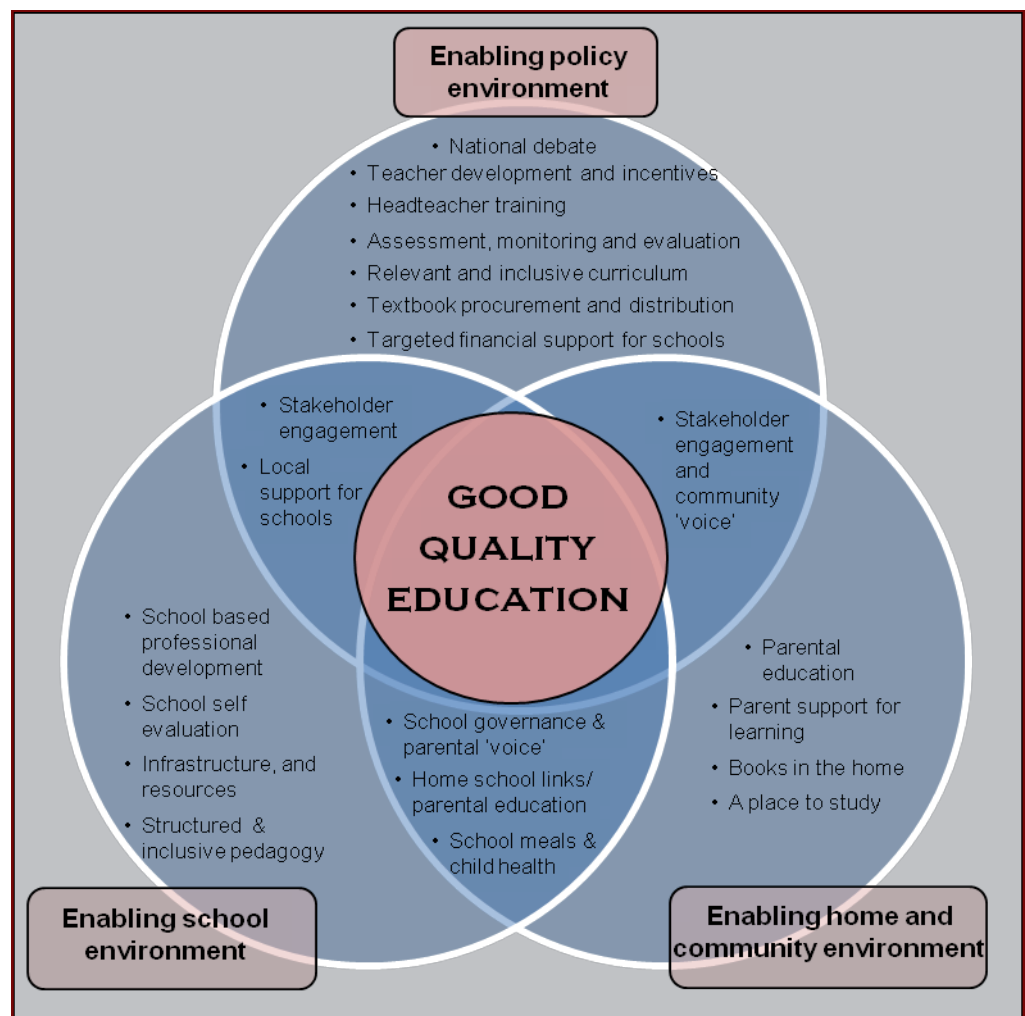 Enabling policy
environment
• National debate
• Teacher development and incentives
• Headteacher training
• Assessment, monitoring and evaluation
• Relevant and inclusive curriculum
• Textbook procurement and distribution
• Targeted financial support for schools
• Stakeholder
engagement
• Local
support for
schools
• Stakeholder
engagement
and
community
'voice'
GOOD
QUALITY
EDUCATION
• School based
professional
development
• School self
evaluation
• Infrastructure, and
resources
• Structured & 
inclusive pedagogy
• School governance &
parental 'voice'
• Home school links/
parental education
• School meals &
child health
• Parental
education
• Parent support for
learning
• Books in the home
• A place to study
Enabling school
environment
Enabling home and
community environment